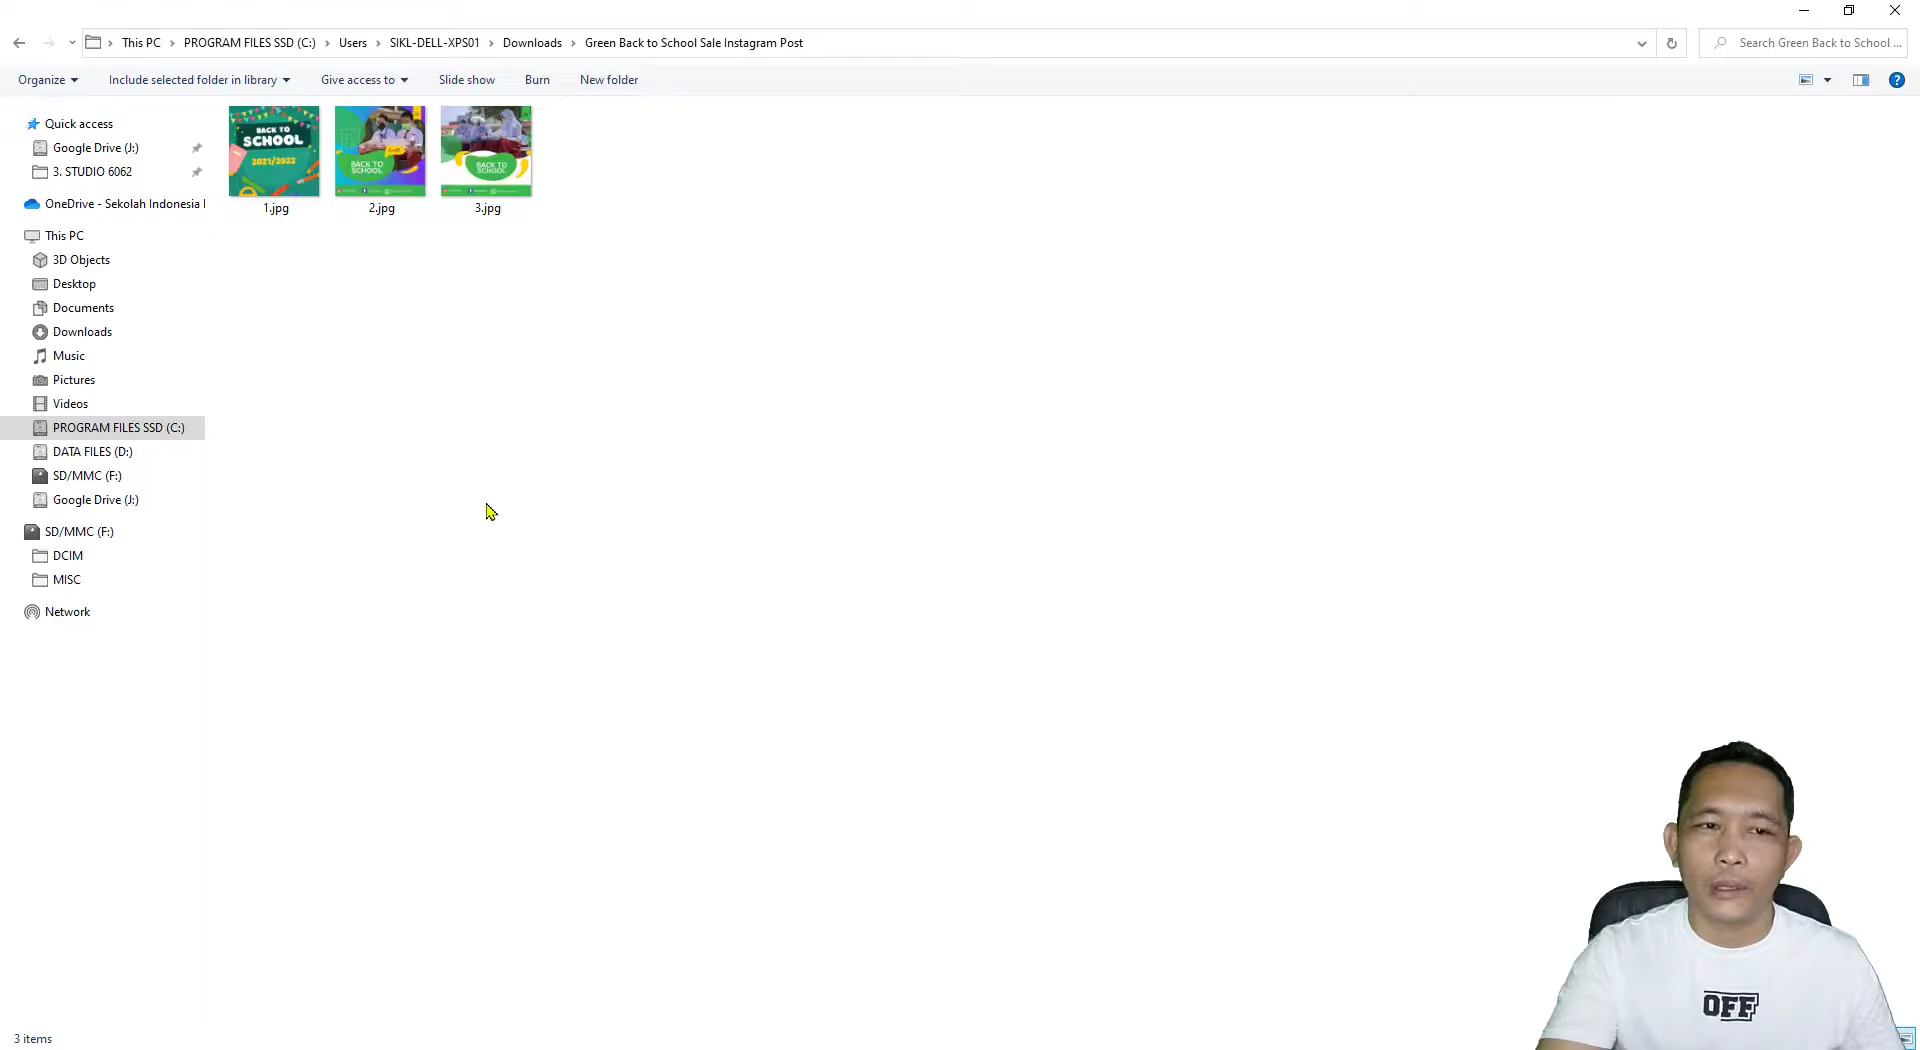 This PC > PROGRAM FILES SSD (C:) > Users > SIKL-DELL-XPS01 > Downloads > Green Back to School Sale Instagram Post
Search Green Back to School ...
Organize Include selected folder in library Give access to Slide show Burn New folder
Quick access
Google Drive (J:)
3. STUDIO 6062
OneDrive - Sekolah Indonesia
This PC
3D Objects
Desktop
Documents
Downloads
Music
Pictures
Videos
PROGRAM FILES SSD (C:)
DATA FILES (D:)
SD/MMC (F:)
Google Drive (J:)
SD/MMC (F:)
DCIM
MISC
Network
BACK TO
SCHOOL
2021/2022
1.jpg
BACK TO
SCHOOL
2.jpg
BACK TO
SCHOOL
3.jpg
OFF
3 items